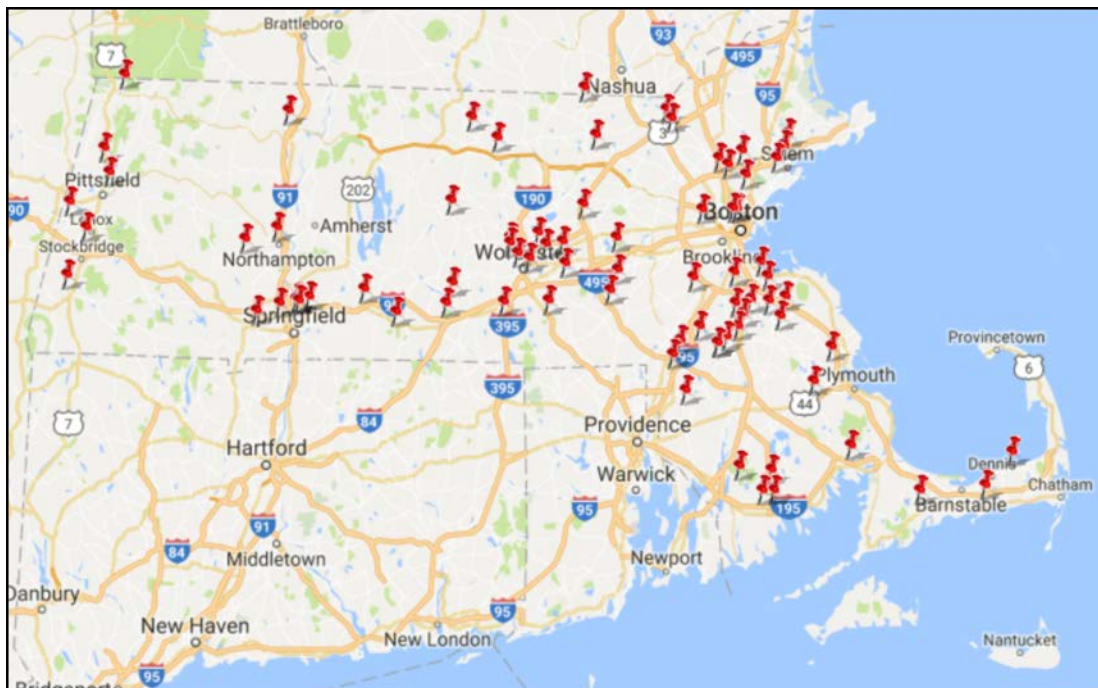 Brattleboro
93
7
495
Nashua
95
3
Salem
Pittsfield
91
202
190
90
Lenox
Amherst
Boston
Stockbridge
Northampton
Brookline
495
Springfield
395
Provincetown
95
6
Plymouth
395
44
7
84
Providence
Hartford
Warwick
Dennis
Chatham
Barnstable
95
195
91
84
Middletown
Newport
Danbury
95
New Haven
New London
Nantucket
95
Bridgeport